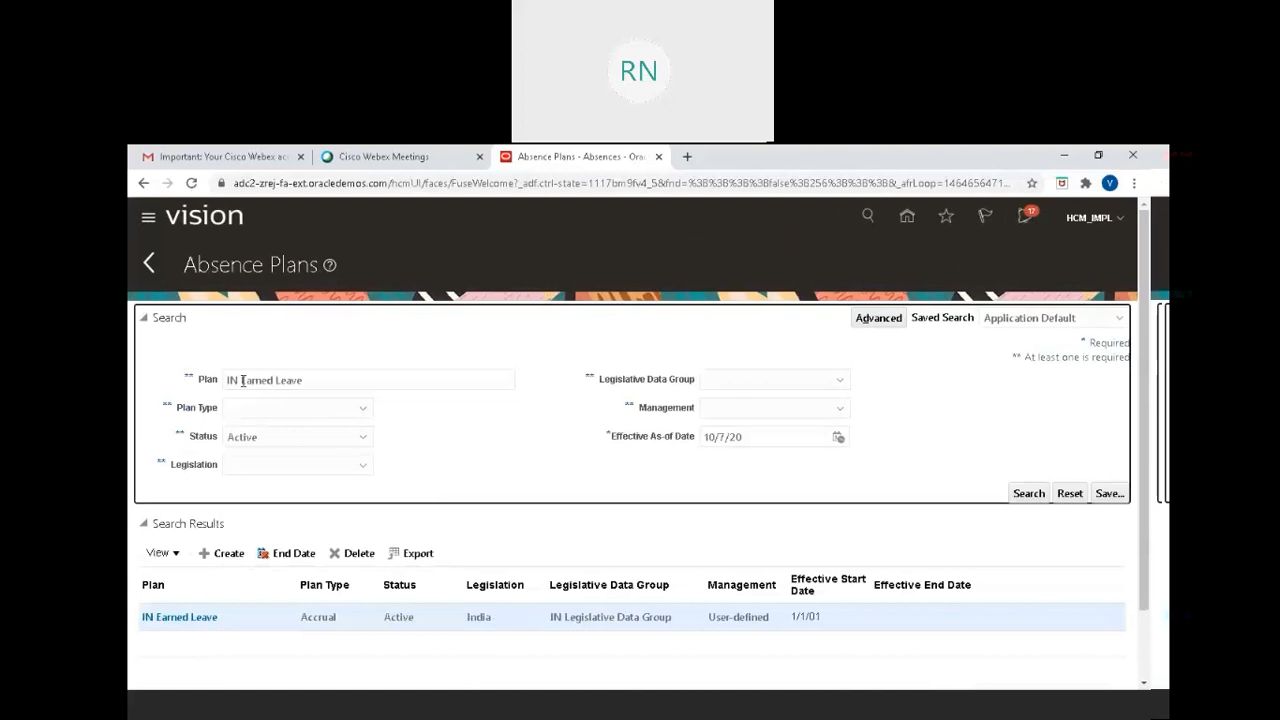 RN
Important: Your Cisco Webex ac
Cisco Webex Meetings
Absence Plans - Absences - Ora
adc2-zrej-fa-ext.oracledemos.com/hcmUI/faces/FuseWelcome?_adf.ctrl-state=1117bm9fv4_5&fnd=%3B%3B%3B%3Bfalse%3B256%3B%3B%3B&_afrLoop=1464656471...
V
vision
17
HCM_IMPL
Absence Plans
Search
Advanced Saved Search Application Default
* Required
** At least one is required
** Plan IN Earned Leave
** Legislative Data Group
** Plan Type
** Management
** Status Active
*Effective As-of Date 10/7/20
** Legislation
Search Reset Save...
Search Results
View Create End Date Delete Export
Plan Plan Type Status Legislation Legislative Data Group Management Effective Start Date Effective End Date
IN Earned Leave Accrual Active India IN Legislative Data Group User-defined 1/1/01